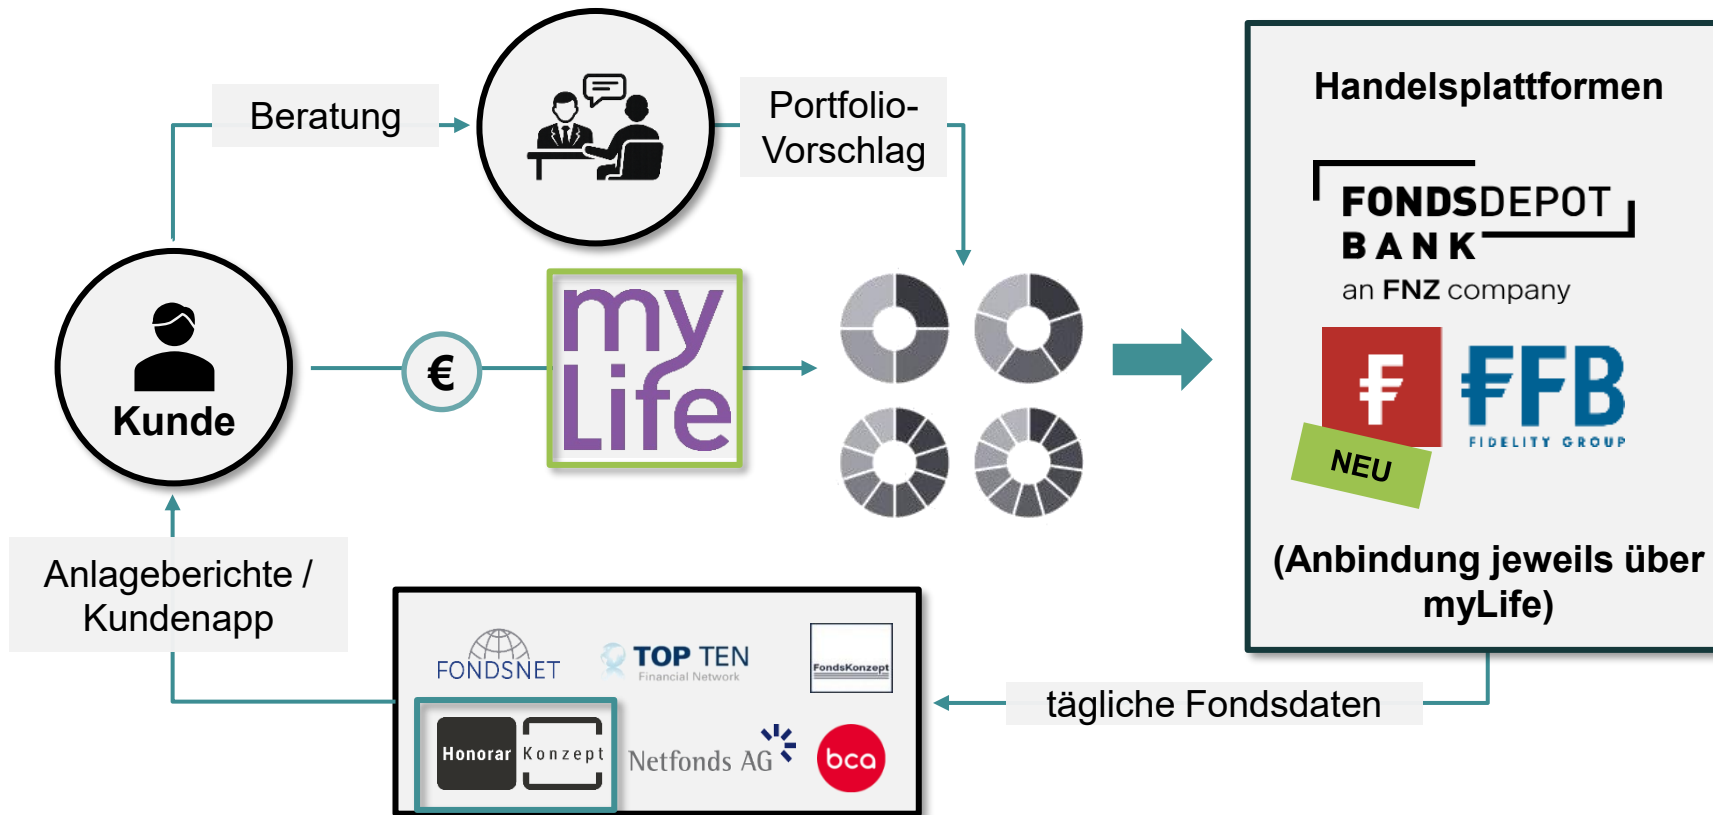 Beratung
Portfolio-
Vorschlag
Handelsplattformen
FONDSDEPOT
BANK
an FNZ company
FFB
FIDELITY GROUP
NEU
(Anbindung jeweils über
myLife)
Kunde
€
my
Life
Anlageberichte /
Kundenapp
FONDSNET
TOP TEN
Financial Network
FondsKonzept
Honorar Konzept
Netfonds AG
bca
tägliche Fondsdaten